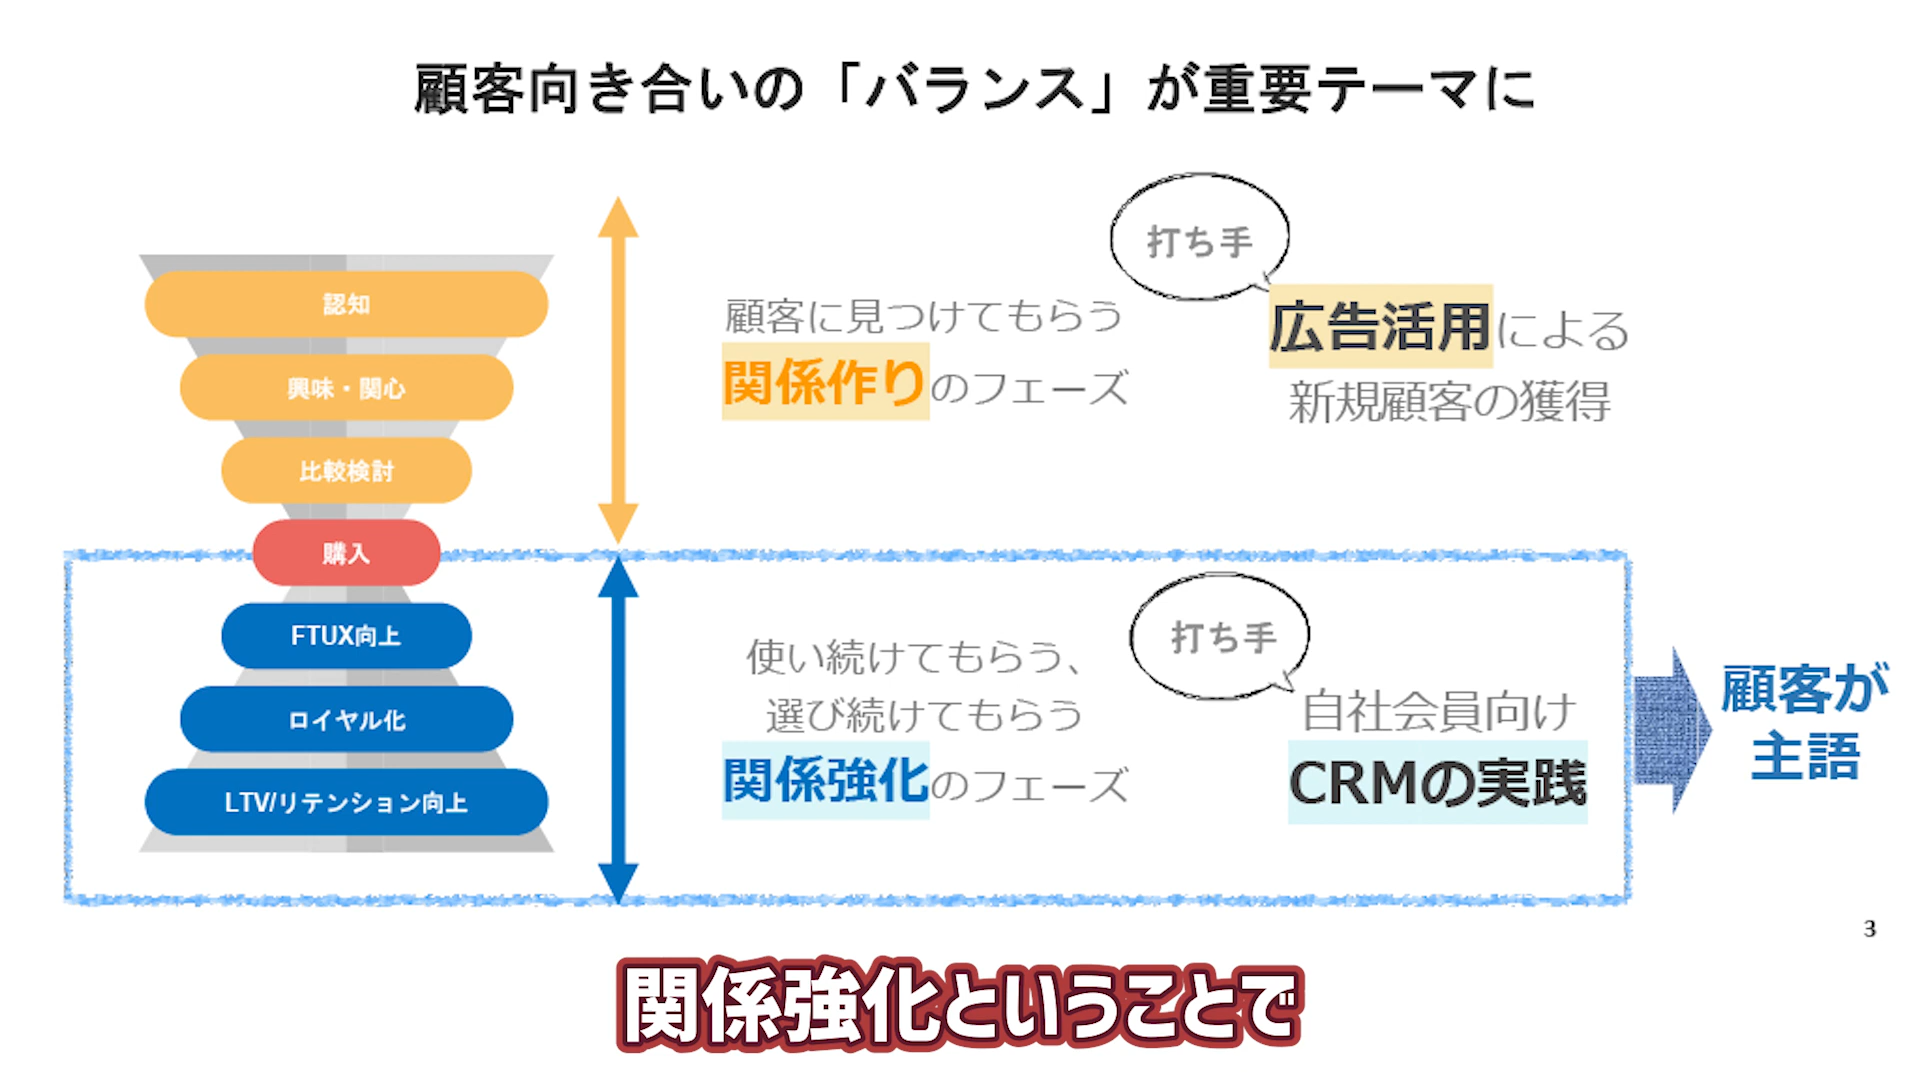 顧客向き合いの「バランス」が重要テーマに
認知
興味・関心
比較検討
購入
FTUX向上
ロイヤル化
LTV/リテンション向上
顧客に見つけてもらう
関係作りのフェーズ
打ち手
広告活用による
新規顧客の獲得
使い続けてもらう、
選び続けてもらう
関係強化のフェーズ
打ち手
自社会員向け
CRMの実践
顧客が
主語
3
関係強化ということで